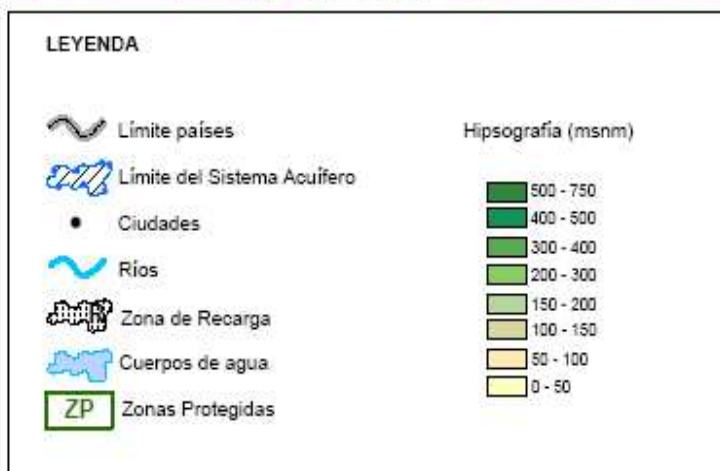 LEYENDA
Límite países
Límite del Sistema Acuífero
Ciudades
Ríos
Zona de Recarga
Cuerpos de agua
ZP Zonas Protegidas
Hipsografía (msnm)
500 - 750
400 - 500
300 - 400
200 - 300
150 - 200
100 - 150
50 - 100
0 - 50